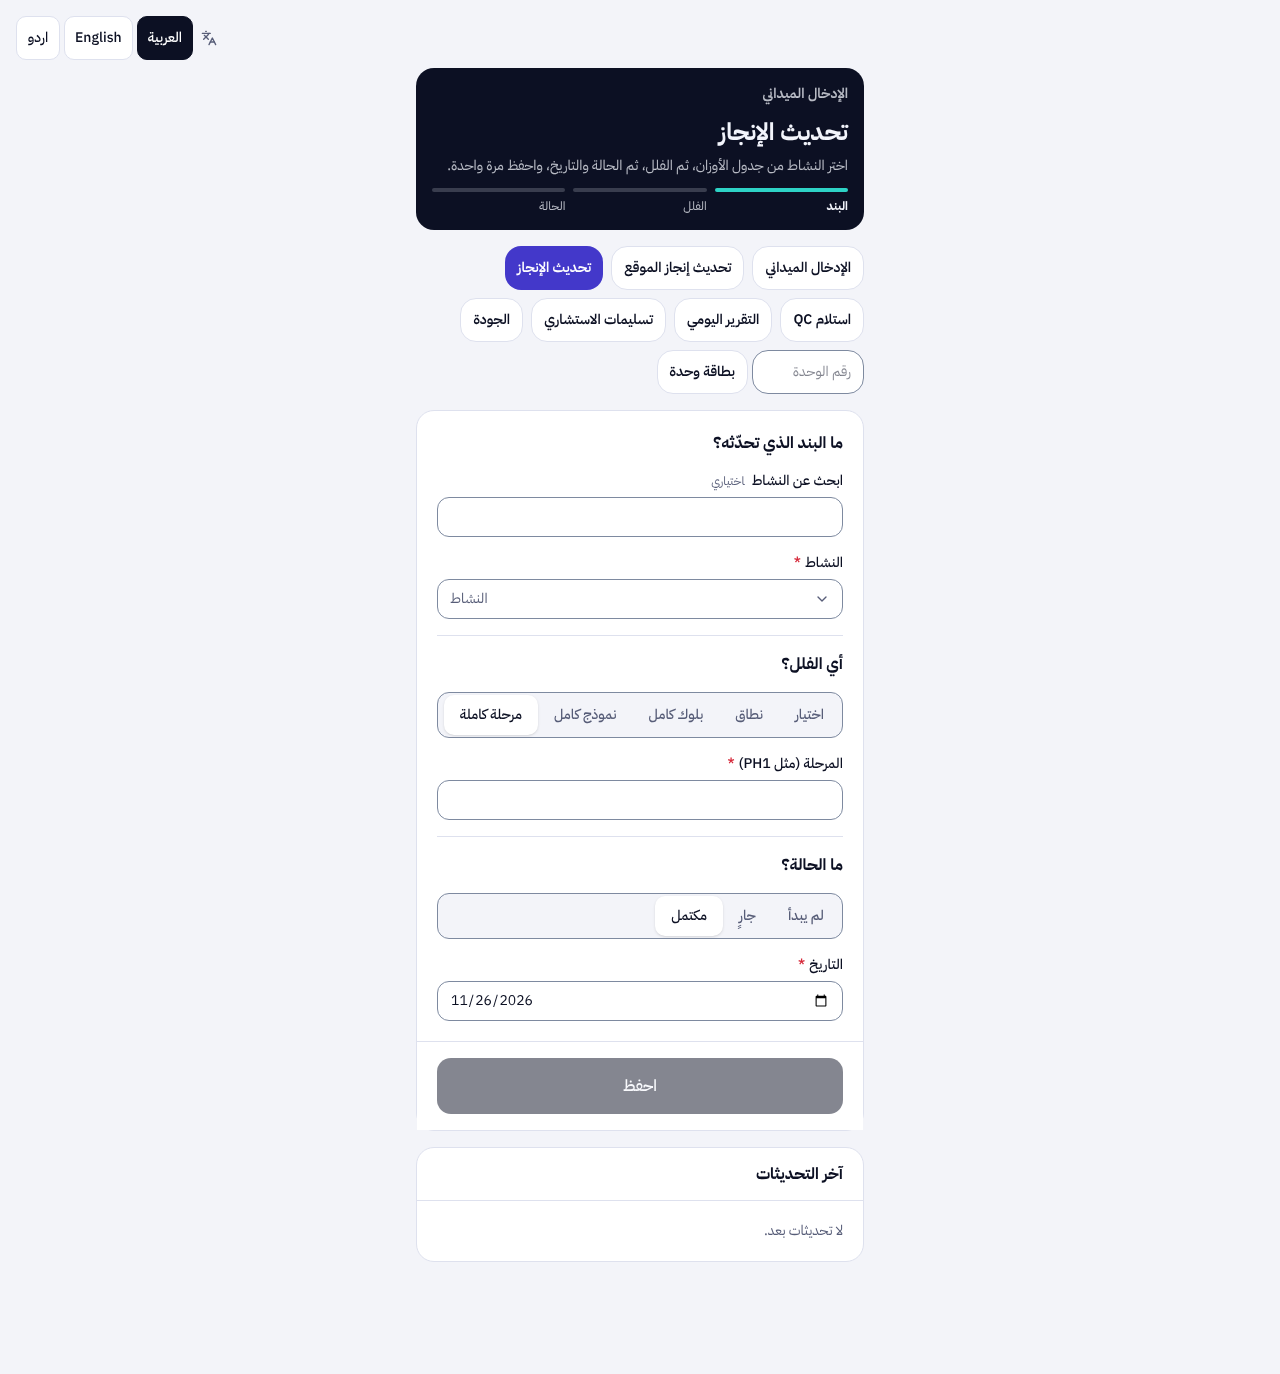 العربية
English
اردو
الإدخال الميداني
تحديث الإنجاز
اختر النشاط من جدول الأوزان، ثم الفلل، ثم الحالة والتاريخ، واحفظ مرة واحدة.
البند
الفلل
الحالة
الإدخال الميداني
تحديث إنجاز الموقع
تحديث الإنجاز
استلام QC
التقرير اليومي
تسليمات الاستشاري
الجودة
رقم الوحدة
بطاقة وحدة
ما البند الذي تحدّثه؟
ابحث عن النشاط اختياري
النشاط *
النشاط
أي الفلل؟
اختيار
نطاق
بلوك كامل
نموذج كامل
مرحلة كاملة
المرحلة (مثل PH1) *
ما الحالة؟
لم يبدأ
جارٍ
مكتمل
التاريخ *
11/26/2026
احفظ
آخر التحديثات
لا تحديثات بعد.